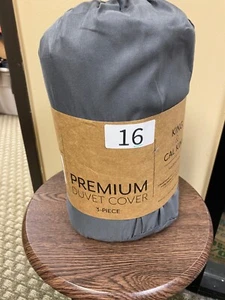 16
PREMIUM
DUVET COVER
3-PIECE
KING
CAL